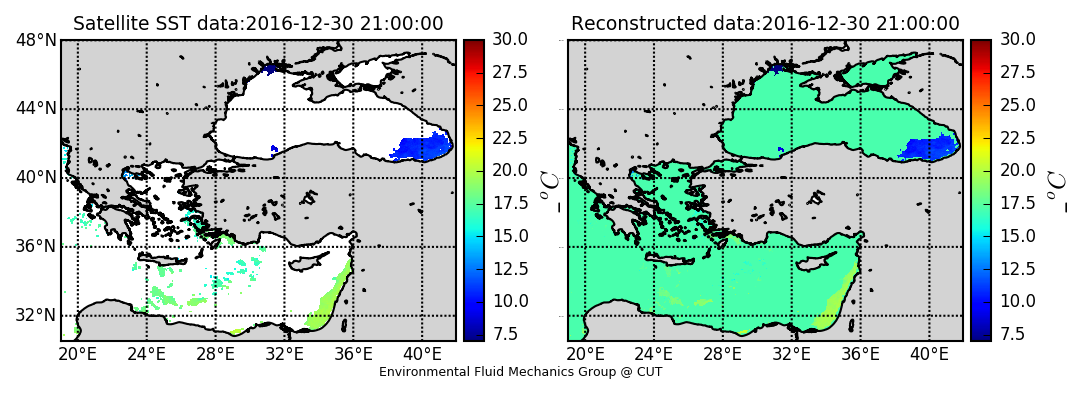 Satellite SST data:2016-12-30 21:00:00
48°N
44°N
40°N
36°N
32°N
20°E 24°E 28°E 32°E 36°E 40°E
30.0
27.5
25.0
22.5
20.0
17.5
15.0
12.5
10.0
7.5
_°C
Reconstructed data:2016-12-30 21:00:00
20°E 24°E 28°E 32°E 36°E 40°E
30.0
27.5
25.0
22.5
20.0
17.5
15.0
12.5
10.0
7.5
_°C
Environmental Fluid Mechanics Group @ CUT